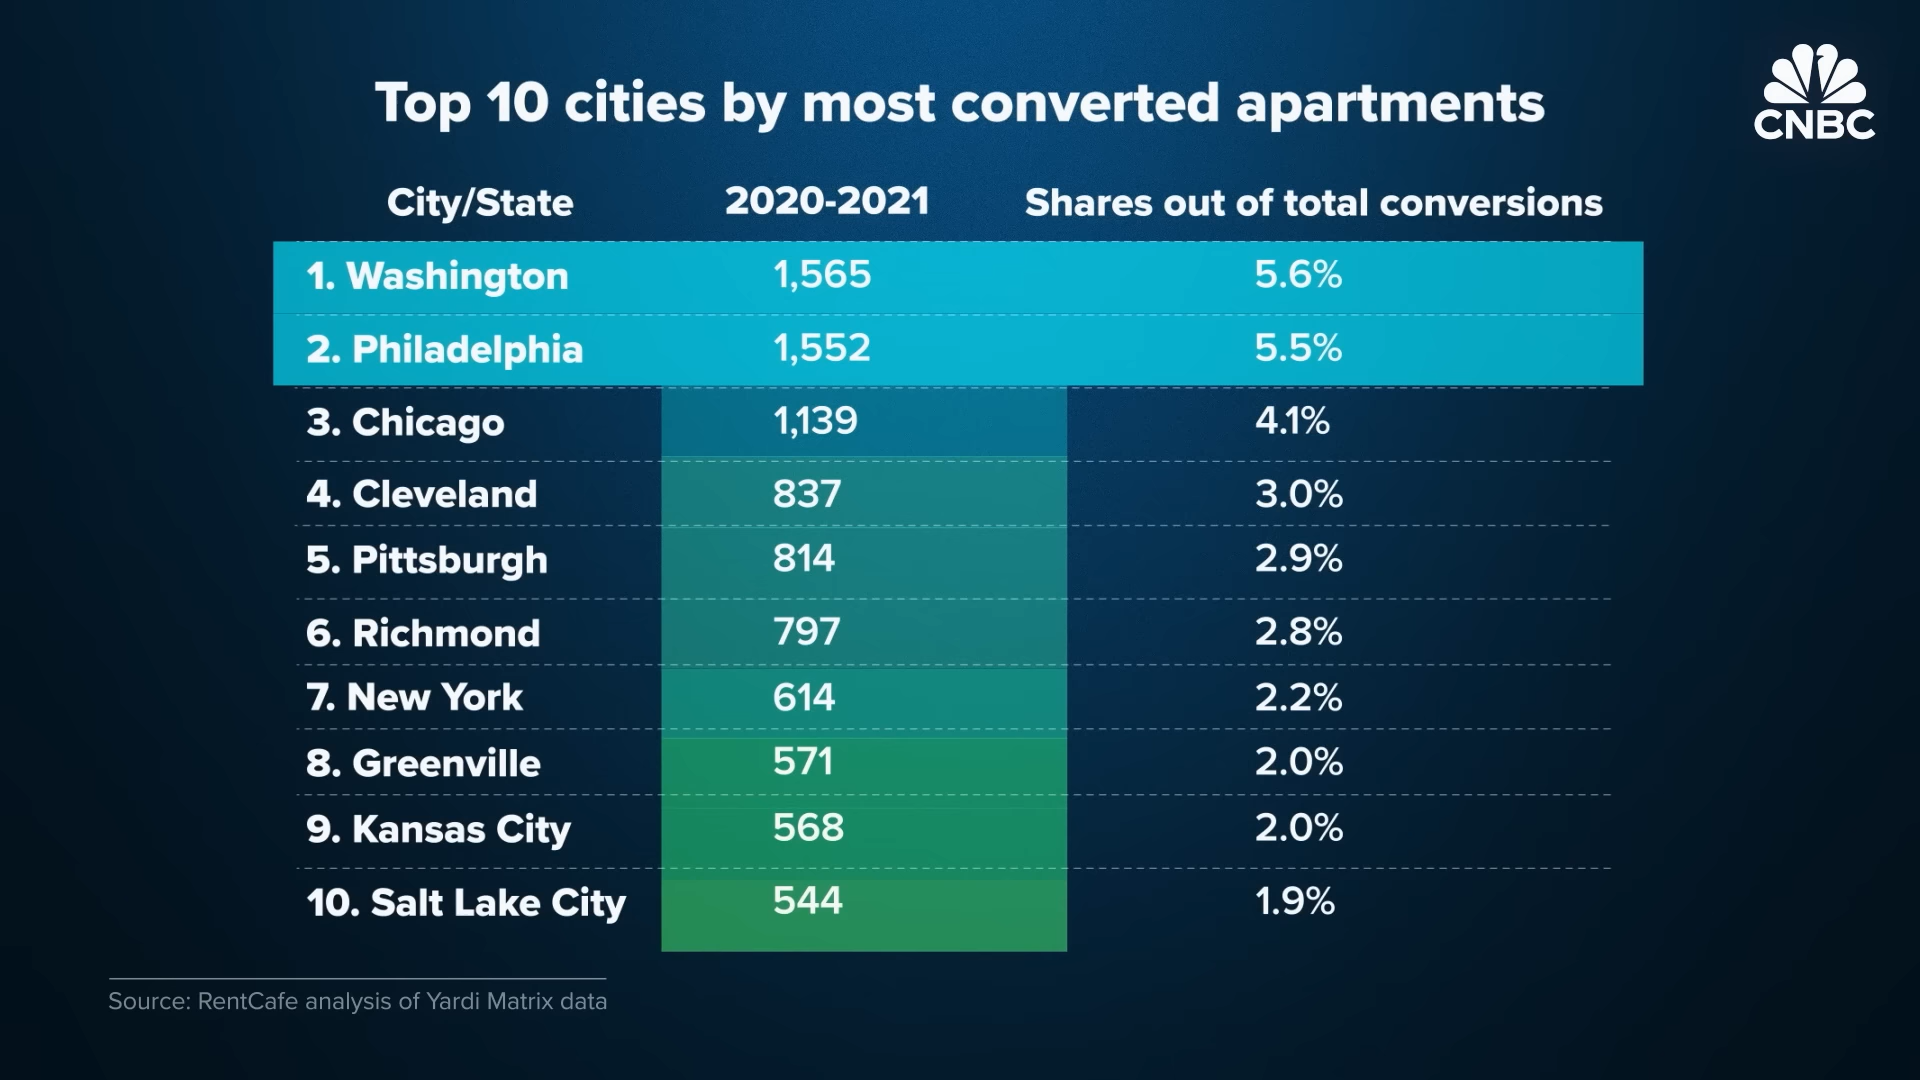 Top 10 cities by most converted apartments
CNBC
City/State 2020-2021 Shares out of total conversions
1. Washington 1,565 5.6%
2. Philadelphia 1,552 5.5%
3. Chicago 1,139 4.1%
4. Cleveland 837 3.0%
5. Pittsburgh 814 2.9%
6. Richmond 797 2.8%
7. New York 614 2.2%
8. Greenville 571 2.0%
9. Kansas City 568 2.0%
10. Salt Lake City 544 1.9%
Source: RentCafe analysis of Yardi Matrix data